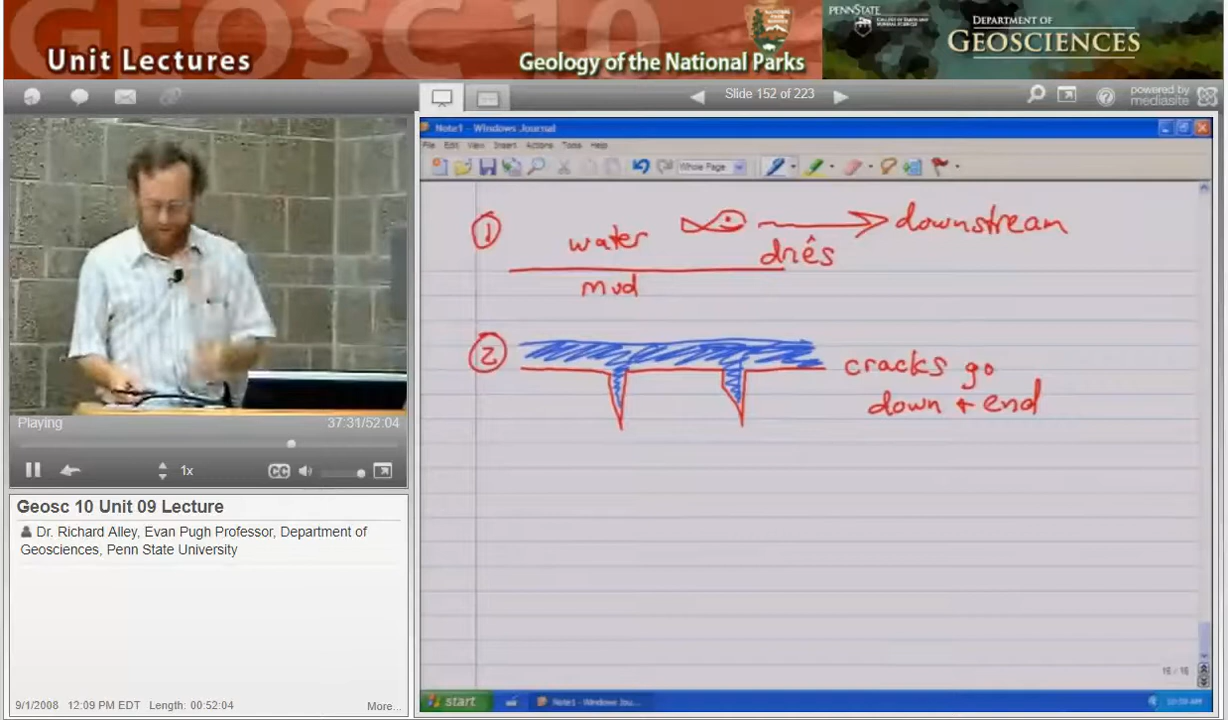 GEOSC 10
Unit Lectures
Geology of the National Parks
PENNSTATE
DEPARTMENT OF
GEOSCIENCES
Slide 152 of 223
powered by
mediasite
Note1 - Windows Journal
File Edit View Insert Actions Tools Help
Whole Page
1 water downstream
dries
mud
2 cracks go
down + end
Playing
37:31/52:04
1x
CC
Geosc 10 Unit 09 Lecture
Dr. Richard Alley, Evan Pugh Professor, Department of
Geosciences, Penn State University
9/1/2008 12:09 PM EDT Length: 00:52:04
More...
start
Note1 - Windows Jou...